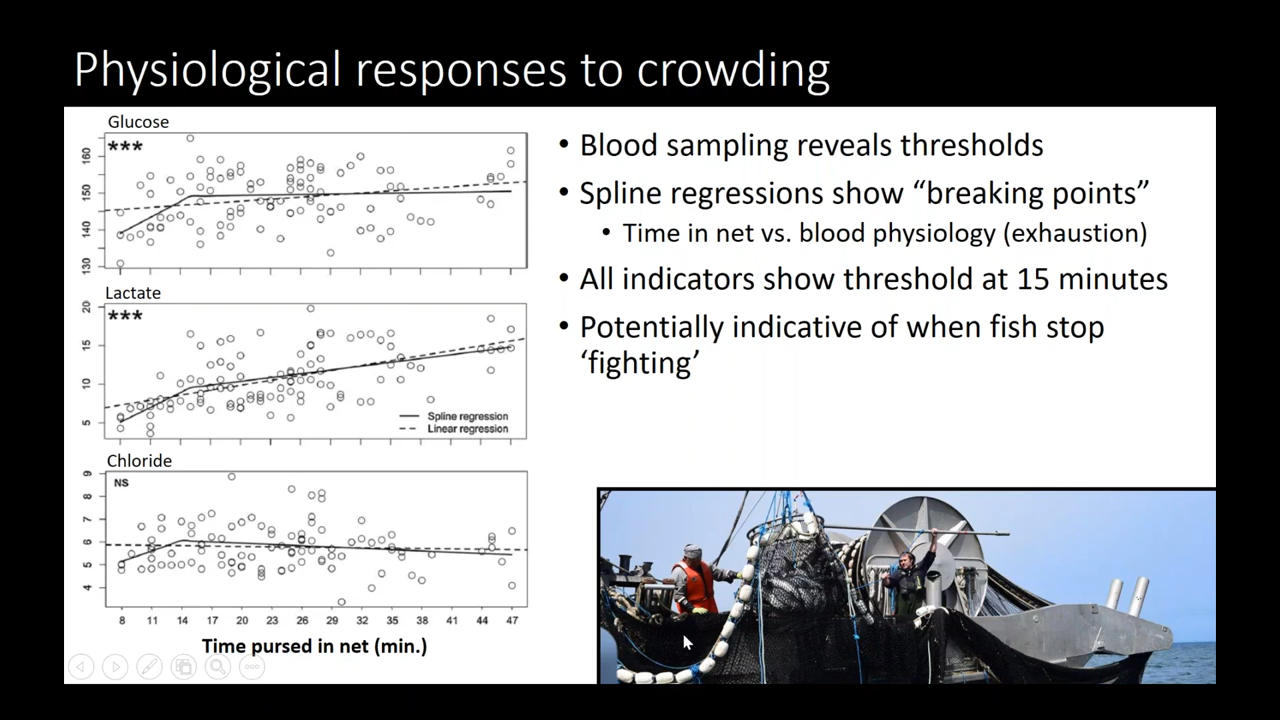 Physiological responses to crowding
Glucose
***
160
150
140
130
Lactate
***
20
15
10
5
Spline regression
Linear regression
Chloride
NS
9
8
7
6
5
4
8 11 14 17 20 23 26 29 32 35 38 41 44 47
Time pursed in net (min.)
• Blood sampling reveals thresholds
• Spline regressions show “breaking points”
• Time in net vs. blood physiology (exhaustion)
• All indicators show threshold at 15 minutes
• Potentially indicative of when fish stop
‘fighting’